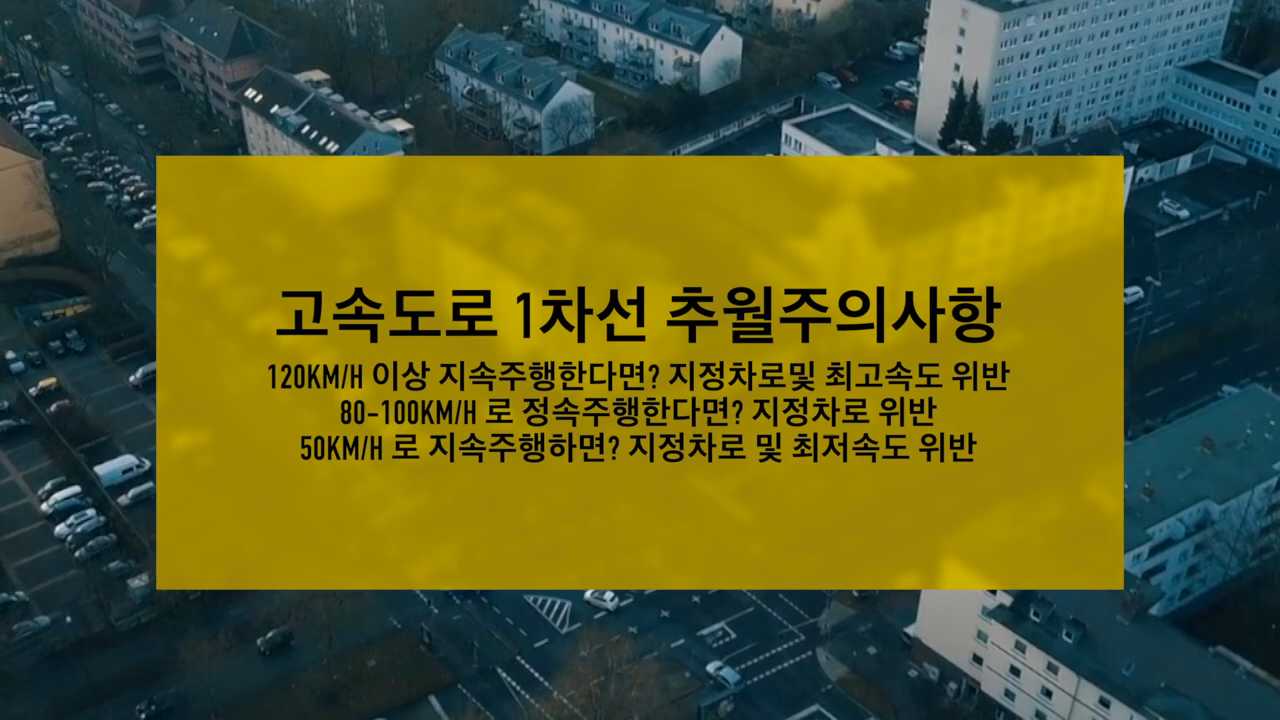 고속도로 1차선 추월주의사항
120KM/H 이상 지속주행한다면? 지정차로및 최고속도 위반
80-100KM/H 로 정속주행한다면? 지정차로 위반
50KM/H 로 지속주행하면? 지정차로 및 최저속도 위반